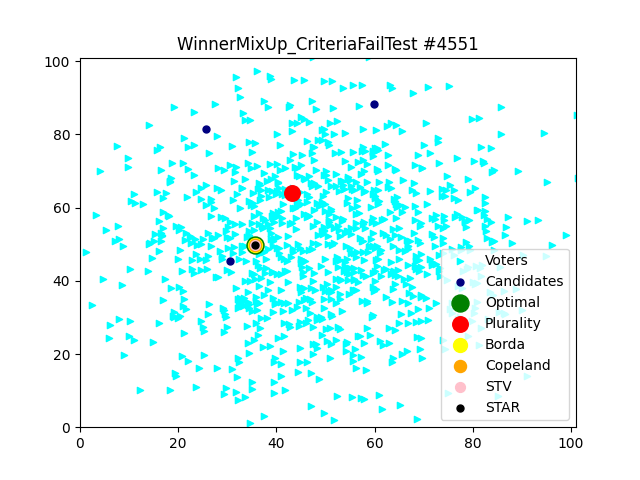 WinnerMixUp_CriteriaFailTest #4551
100
80
60
40
20
0
0 20 40 60 80 100
Voters
Candidates
Optimal
Plurality
Borda
Copeland
STV
STAR